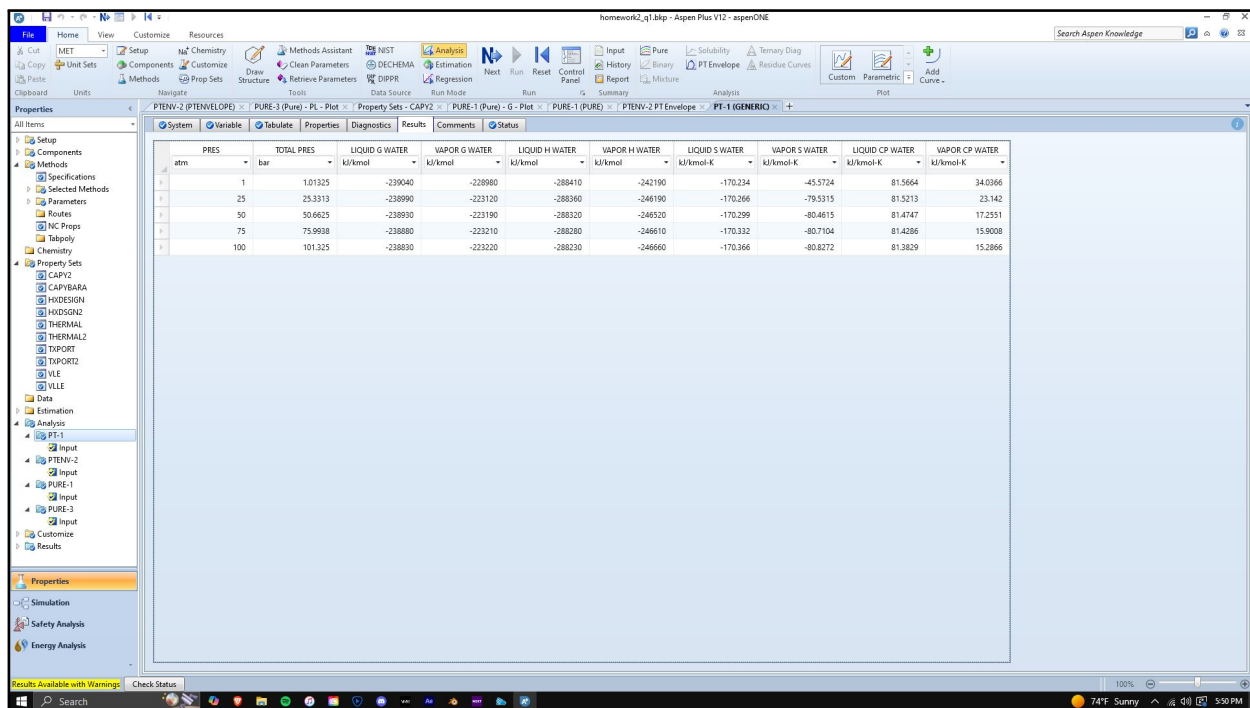 homework2_q1.bkp - Aspen Plus V12 - aspenONE
File Home View Customize Resources Search Aspen Knowledge
Cut MET Setup Na⁺ Chemistry Methods Assistant NIST Analysis Input Pure Solubility Ternary Diag
Copy Unit Sets Components Customize Clean Parameters DECHEMA Estimation History Binary PT Envelope Residue Curves
Paste Methods Prop Sets Draw Structure Retrieve Parameters DIPPR Regression Next Run Reset Control Panel Report Mixture Custom Parametric Add Curve
Clipboard Units Navigate Tools Data Source Run Mode Run Summary Analysis Plot
Properties PTENV-2 (PTENVELOPE) PURE-3 (Pure) - PL - Plot Property Sets - CAPY2 PURE-1 (Pure) - G - Plot PURE-1 (PURE) PTENV-2 PT Envelope PT-1 (GENERIC) +
All Items System Variable Tabulate Properties Diagnostics Results Comments Status
PRES TOTAL PRES LIQUID G WATER VAPOR G WATER LIQUID H WATER VAPOR H WATER LIQUID S WATER VAPOR S WATER LIQUID CP WATER VAPOR CP WATER
atm bar kJ/kmol kJ/kmol kJ/kmol kJ/kmol kJ/kmol-K kJ/kmol-K kJ/kmol-K kJ/kmol-K
1 1.01325 -239040 -228980 -288410 -242190 -170.234 -45.5724 81.5664 34.0366
25 25.3313 -238990 -223120 -288360 -246190 -170.266 -79.5315 81.5213 23.142
50 50.6625 -238930 -223190 -288320 -246520 -170.299 -80.4615 81.4747 17.2551
75 75.9938 -238880 -223210 -288280 -246610 -170.332 -80.7104 81.4286 15.9008
100 101.325 -238830 -223220 -288230 -246660 -170.366 -80.8272 81.3829 15.2866
Setup
Components
Methods
Specifications
Selected Methods
Parameters
Routes
NC Props
Tabpoly
Chemistry
Property Sets
CAPY2
CAPYBARA
HXDESIGN
HXDSGN2
THERMAL
THERMAL2
TXPORT
TXPORT2
VLE
VLLE
Data
Estimation
Analysis
PT-1
Input
PTENV-2
Input
PURE-1
Input
PURE-3
Input
Customize
Results
Properties
Simulation
Safety Analysis
Energy Analysis
Results Available with Warnings Check Status 100%
Search 74°F Sunny 5:50 PM